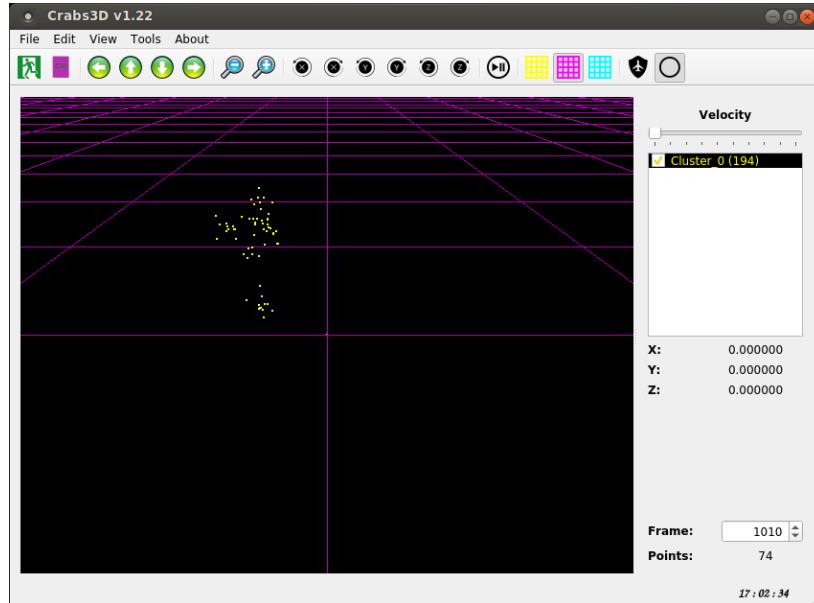 Crabs3D v1.22
File Edit View Tools About
X X Y Y Z Z
Velocity
Cluster_0 (194)
X: 0.000000
Y: 0.000000
Z: 0.000000
Frame: 1010
Points: 74
17:02:34